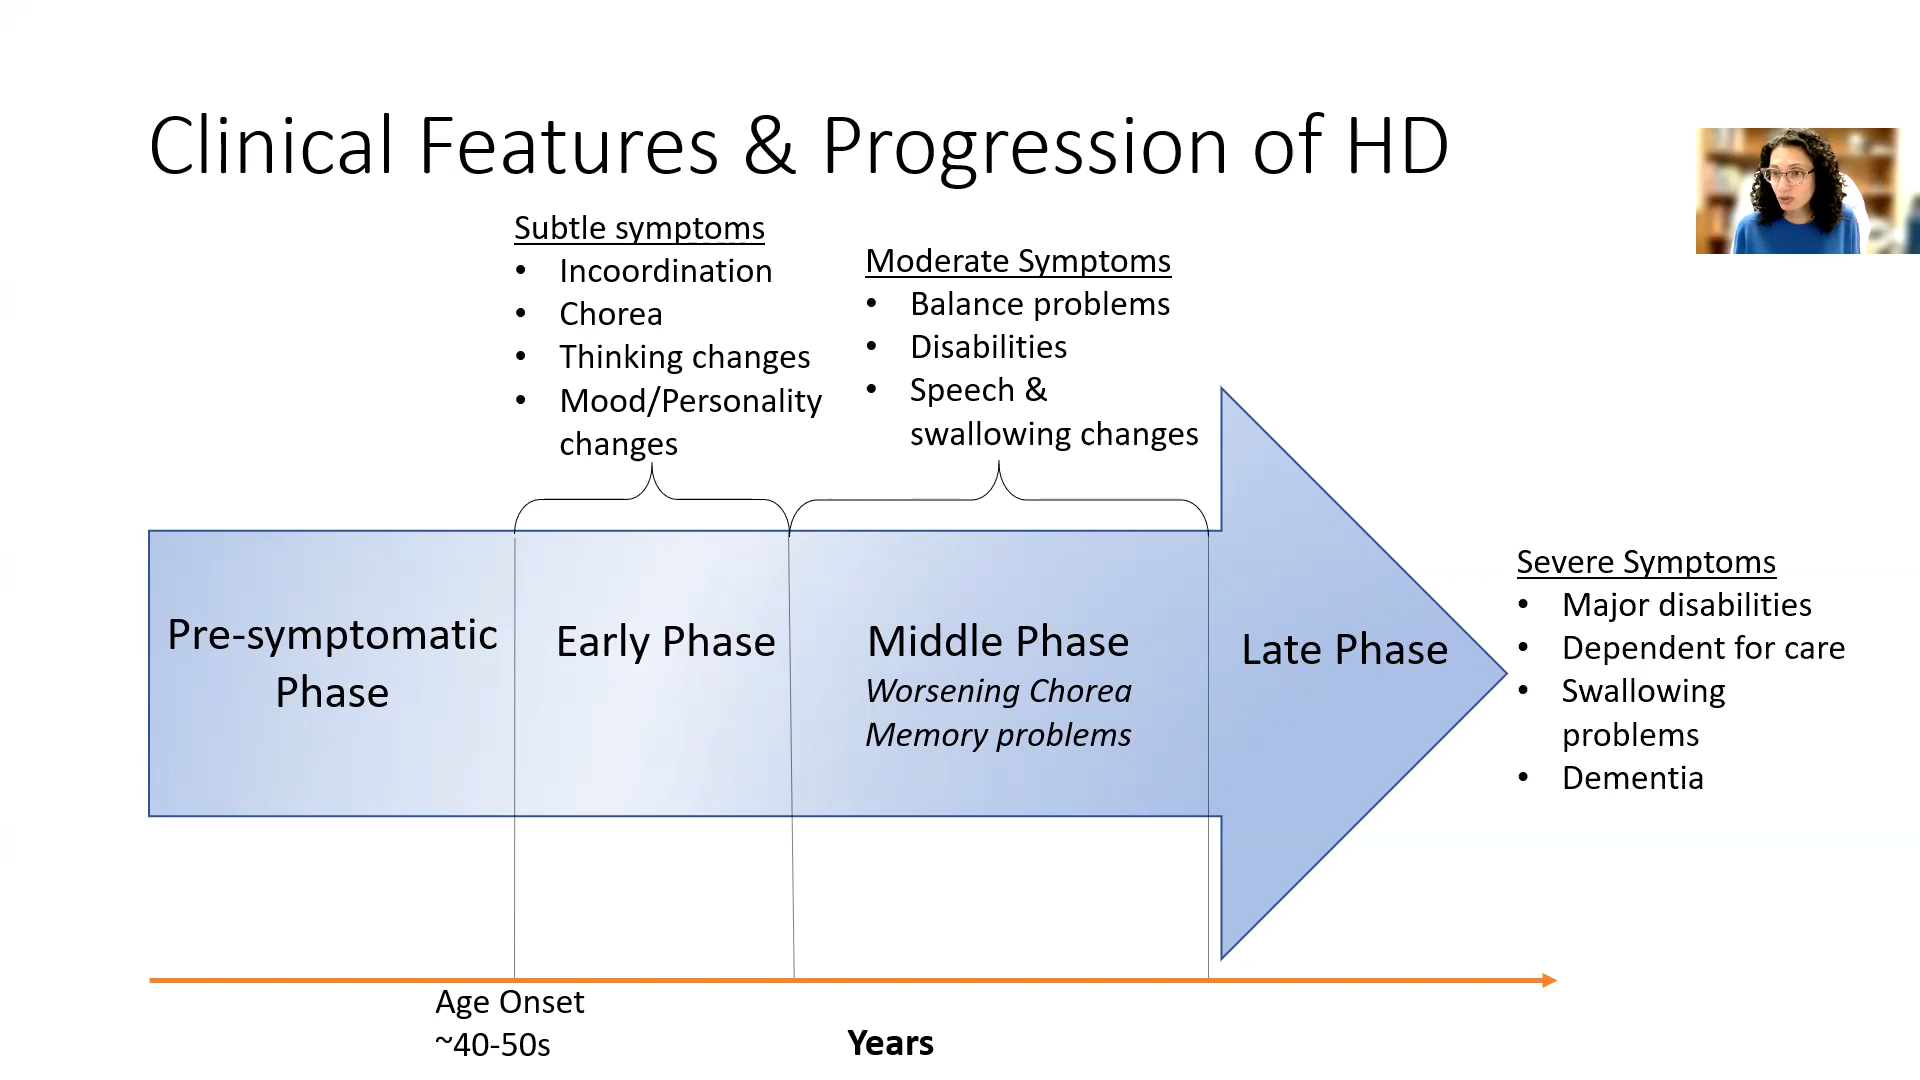 Clinical Features & Progression of HD
Subtle symptoms
• Incoordination
• Chorea
• Thinking changes
• Mood/Personality
changes
Moderate Symptoms
• Balance problems
• Disabilities
• Speech &
swallowing changes
Pre-symptomatic
Phase
Early Phase
Middle Phase
Worsening Chorea
Memory problems
Late Phase
Severe Symptoms
• Major disabilities
• Dependent for care
• Swallowing
problems
• Dementia
Age Onset
~40-50s
Years